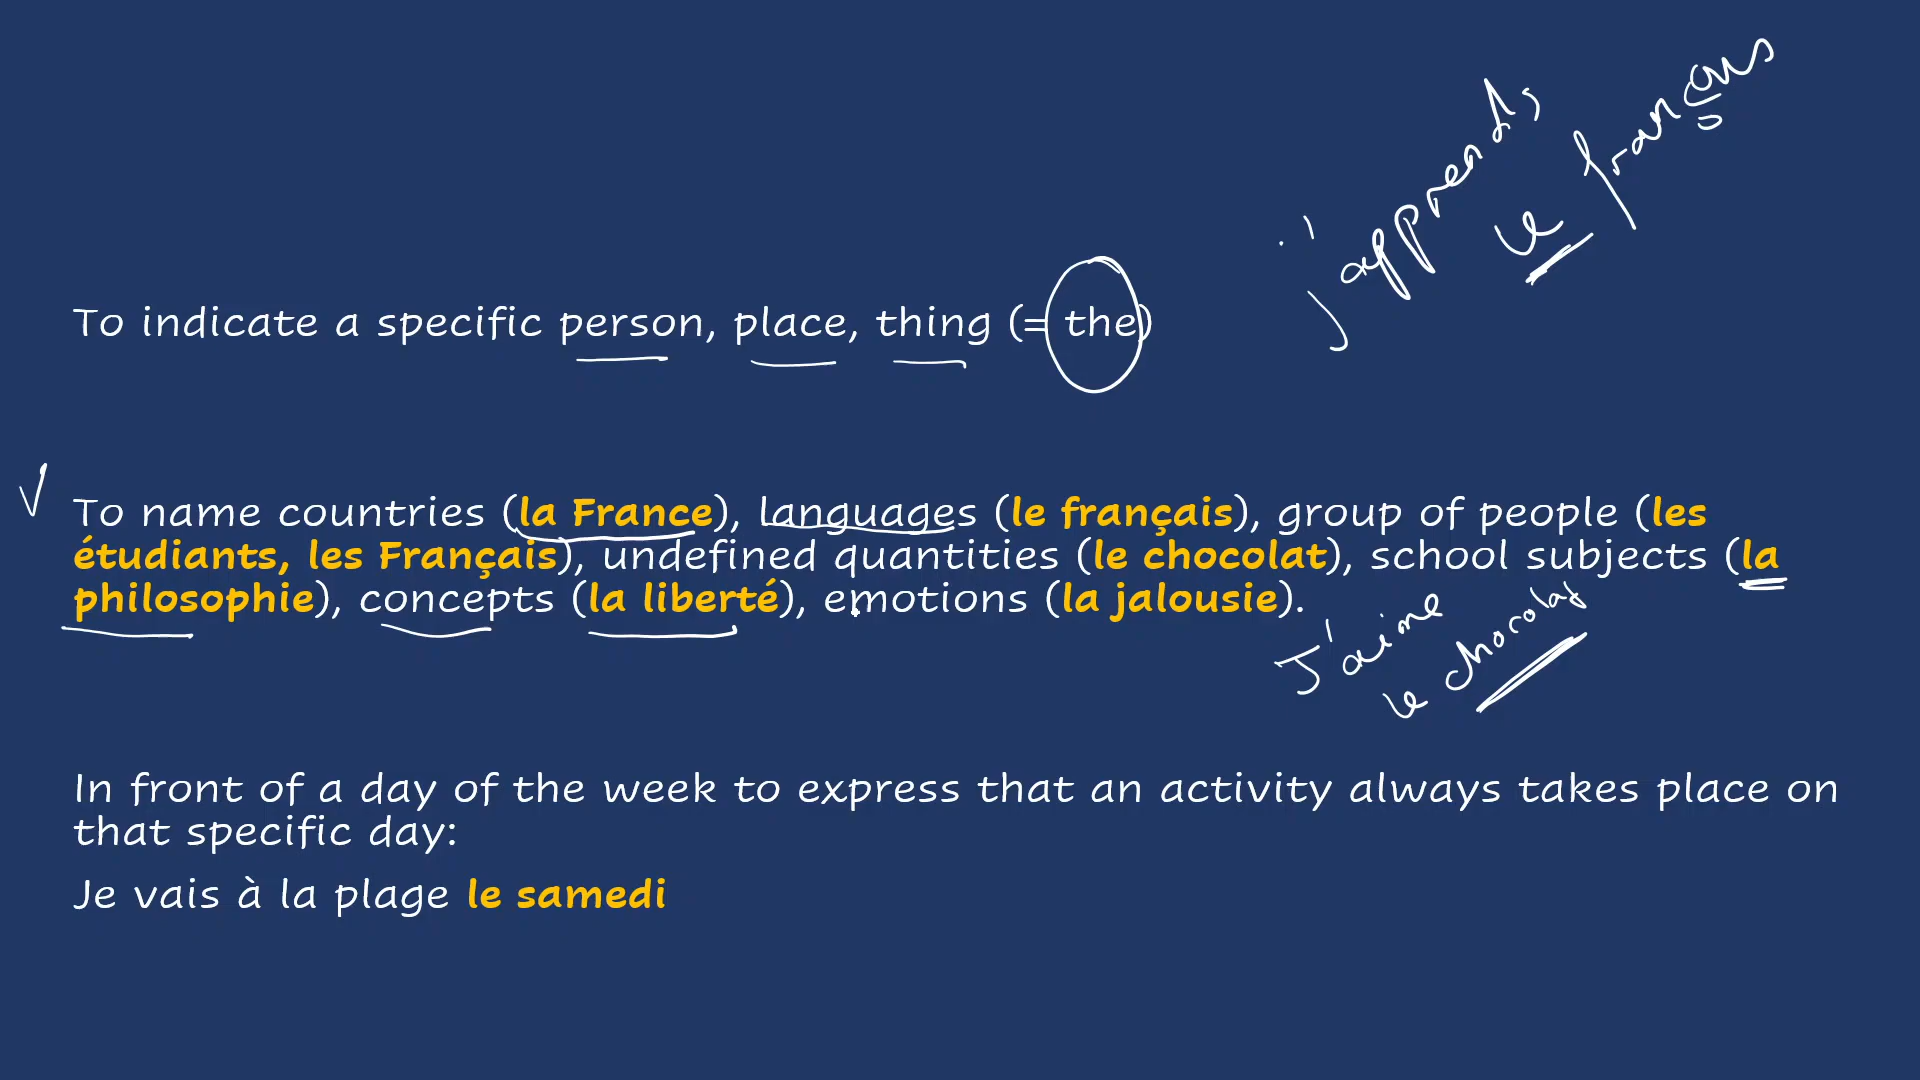 j'apprends
le français
To indicate a specific person, place, thing (= the)
To name countries (la France), languages (le français), group of people (les
étudiants, les Français), undefined quantities (le chocolat), school subjects (la
philosophie), concepts (la liberté), emotions (la jalousie).
J'aime
le chocolat
In front of a day of the week to express that an activity always takes place on
that specific day:
Je vais à la plage le samedi